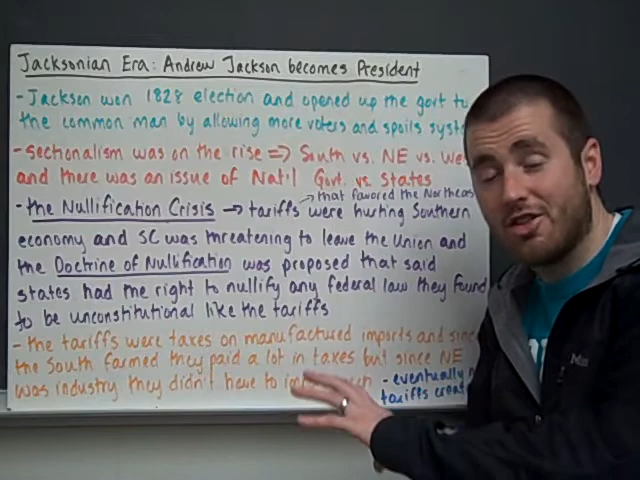 Jacksonian Era: Andrew Jackson becomes President
- Jackson won 1828 election and opened up the gov't to
the common man by allowing more voters and spoils syste
- sectionalism was on the rise => South vs. NE vs. Wes
and there was an issue of Nat'l Gov't. vs. States
that favored the Northeas
- the Nullification Crisis → tariffs were hurting Southern
economy and SC was threatening to leave the Union and
the Doctrine of Nullification was proposed that said
states had the right to nullify any federal law they found
to be unconstitutional like the tariffs
- the tariffs were taxes on manufactured imports and since
the South farmed they paid a lot in taxes but since NE
was industry they didn't have to
- eventually
tariffs